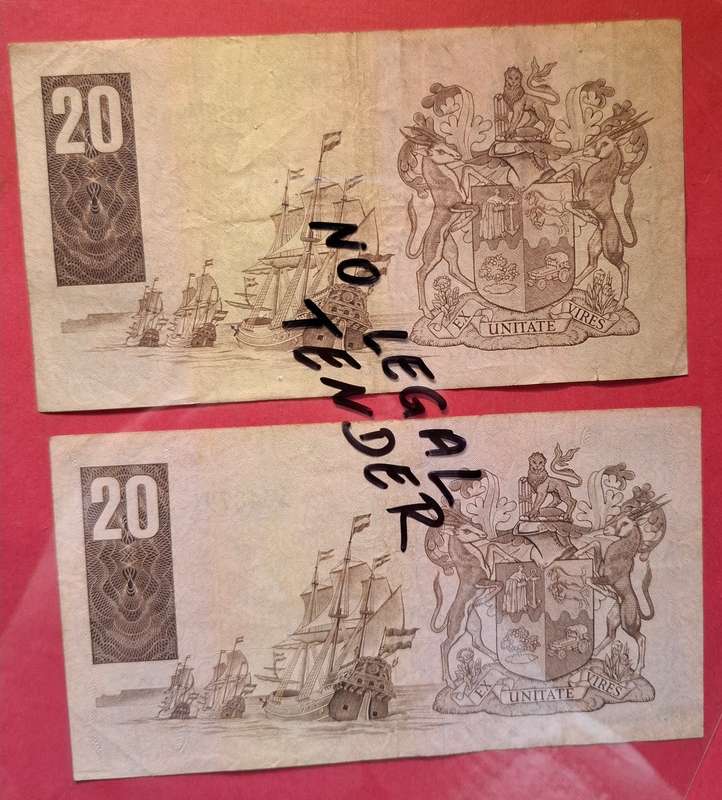 20
EX UNITATE VIRES
NO LEGAL
TENDER
20
EX UNITATE VIRES